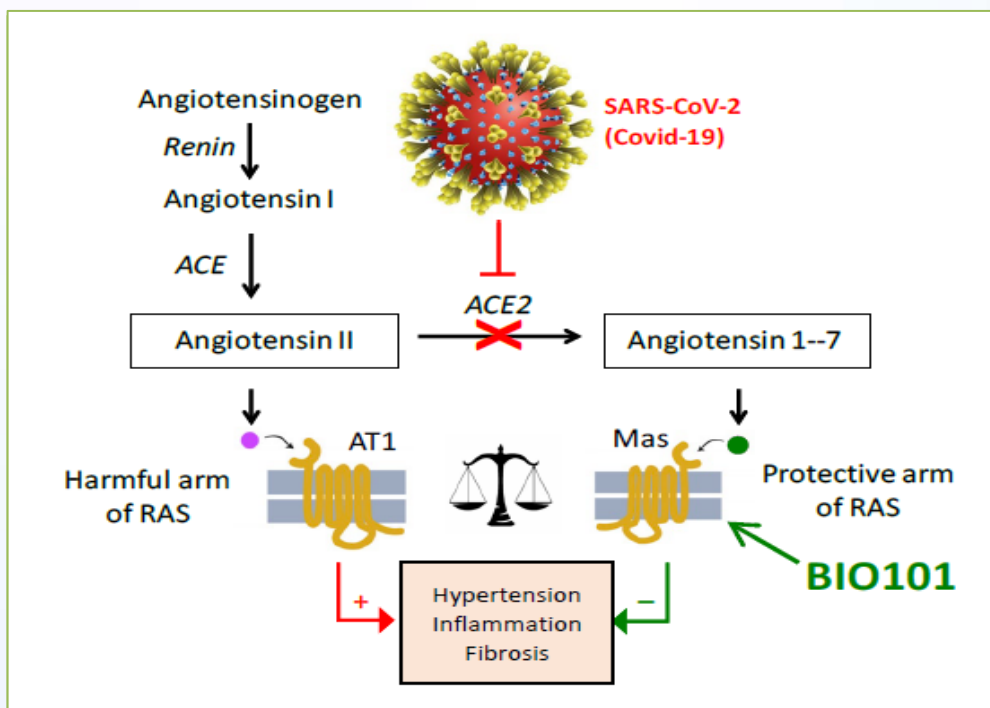 Angiotensinogen
Renin
Angiotensin I
ACE
SARS-CoV-2
(Covid-19)
ACE2
Angiotensin II
Angiotensin 1--7
AT1
Mas
Harmful arm
of RAS
Protective arm
of RAS
BIO101
+
−
Hypertension
Inflammation
Fibrosis